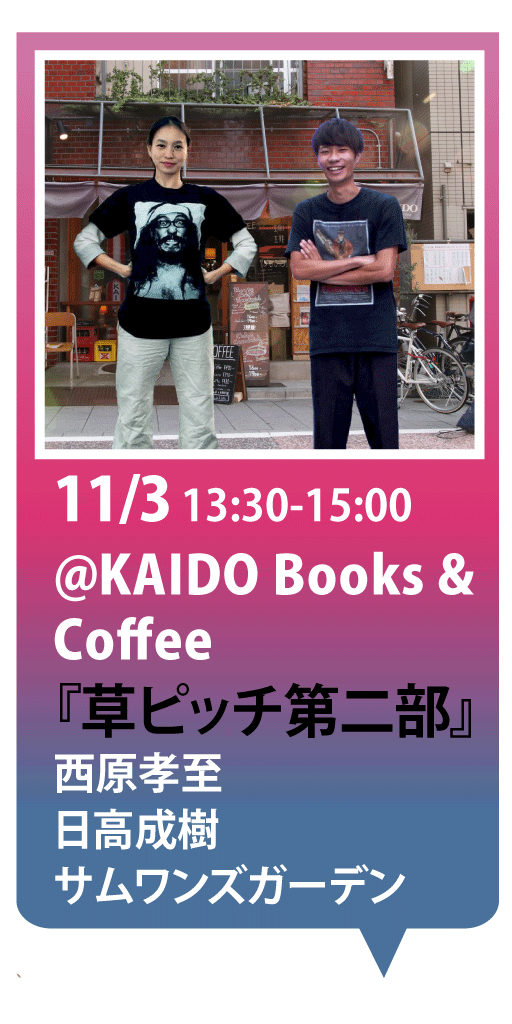 COFFEE
11/3 13:30-15:00
@KAIDO Books &
Coffee
『草ピッチ第二部』
西原孝至
日高成樹
サムワンズガーデン
、